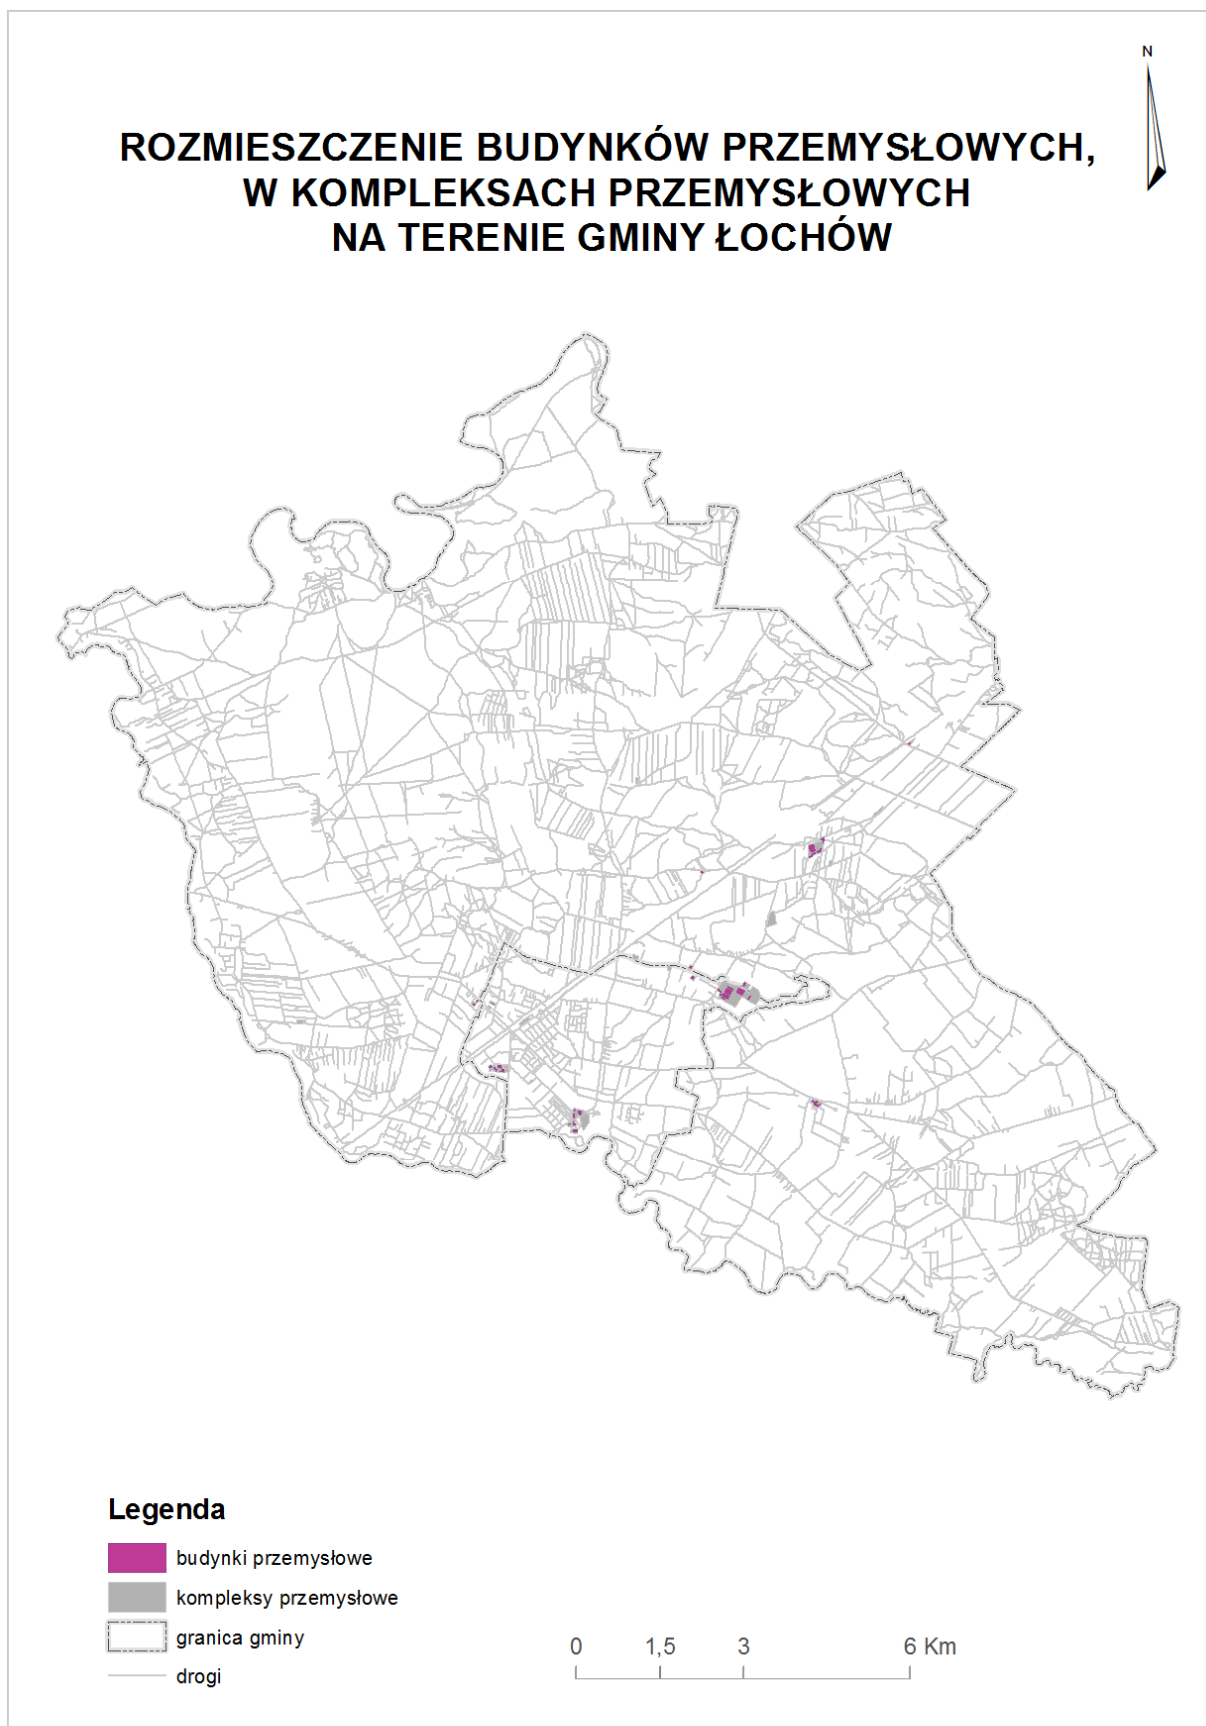 N
ROZMIESZCZENIE BUDYNKÓW PRZEMYSŁOWYCH,
W KOMPLEKSACH PRZEMYSŁOWYCH
NA TERENIE GMINY ŁOCHÓW
Legenda
budynki przemysłowe
kompleksy przemysłowe
granica gminy
drogi
0 1,5 3 6 Km